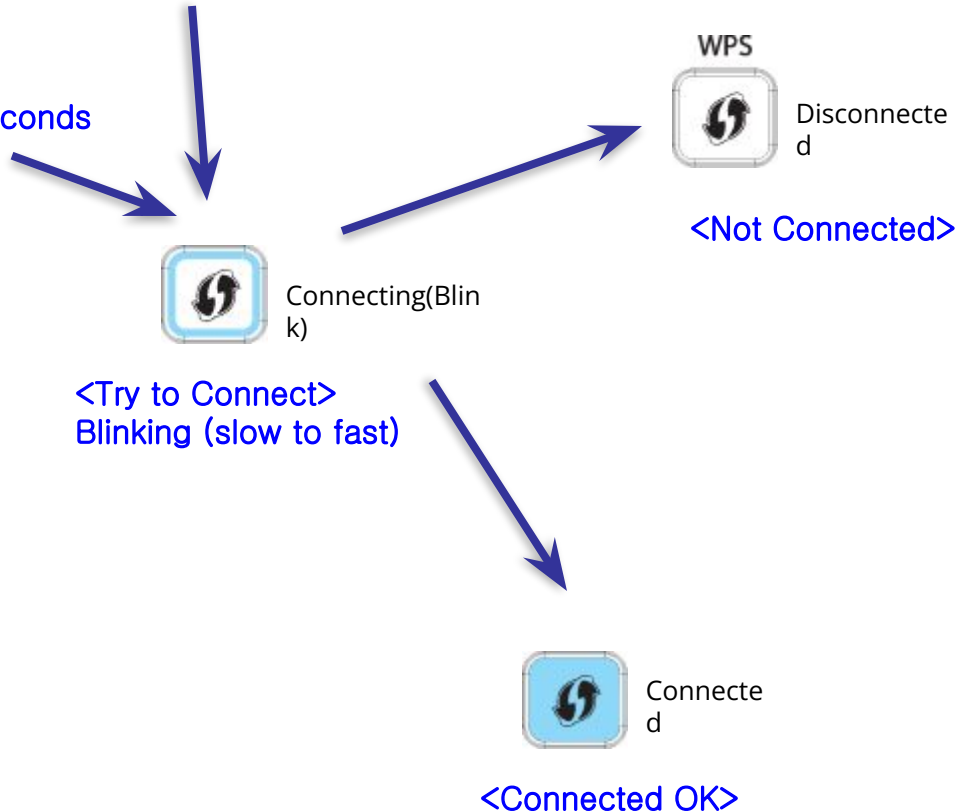 WPS
Disconnecte
d
conds
<Not Connected>
Connecting(Blin
k)
<Try to Connect>
Blinking (slow to fast)
Connecte
d
<Connected OK>